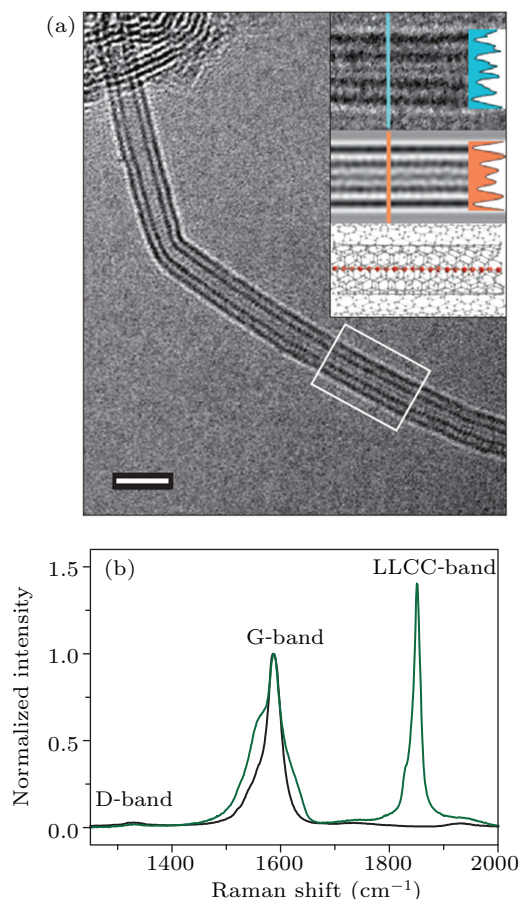 (a)
(b)
LLCC-band
G-band
D-band
Normalized intensity
1.5
1.0
0.5
0.0
1400
1600
1800
2000
Raman shift (cm⁻¹)